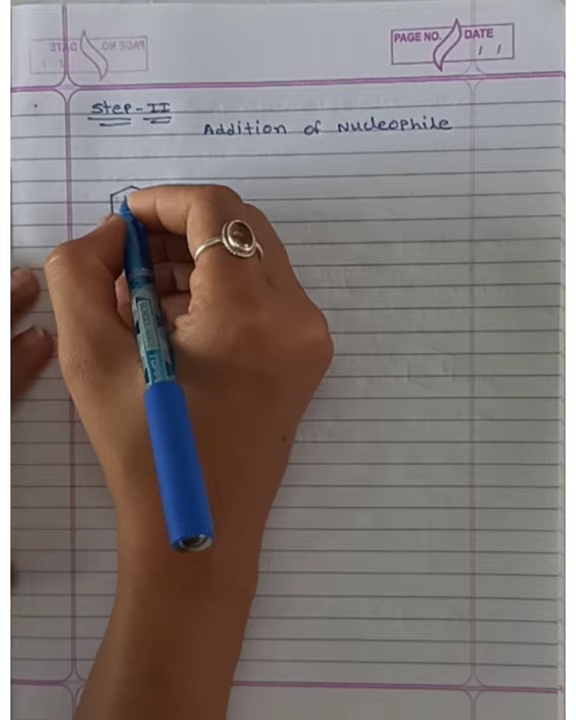 PAGE NO. DATE
/ /
Step-II
Addition of Nucleophile